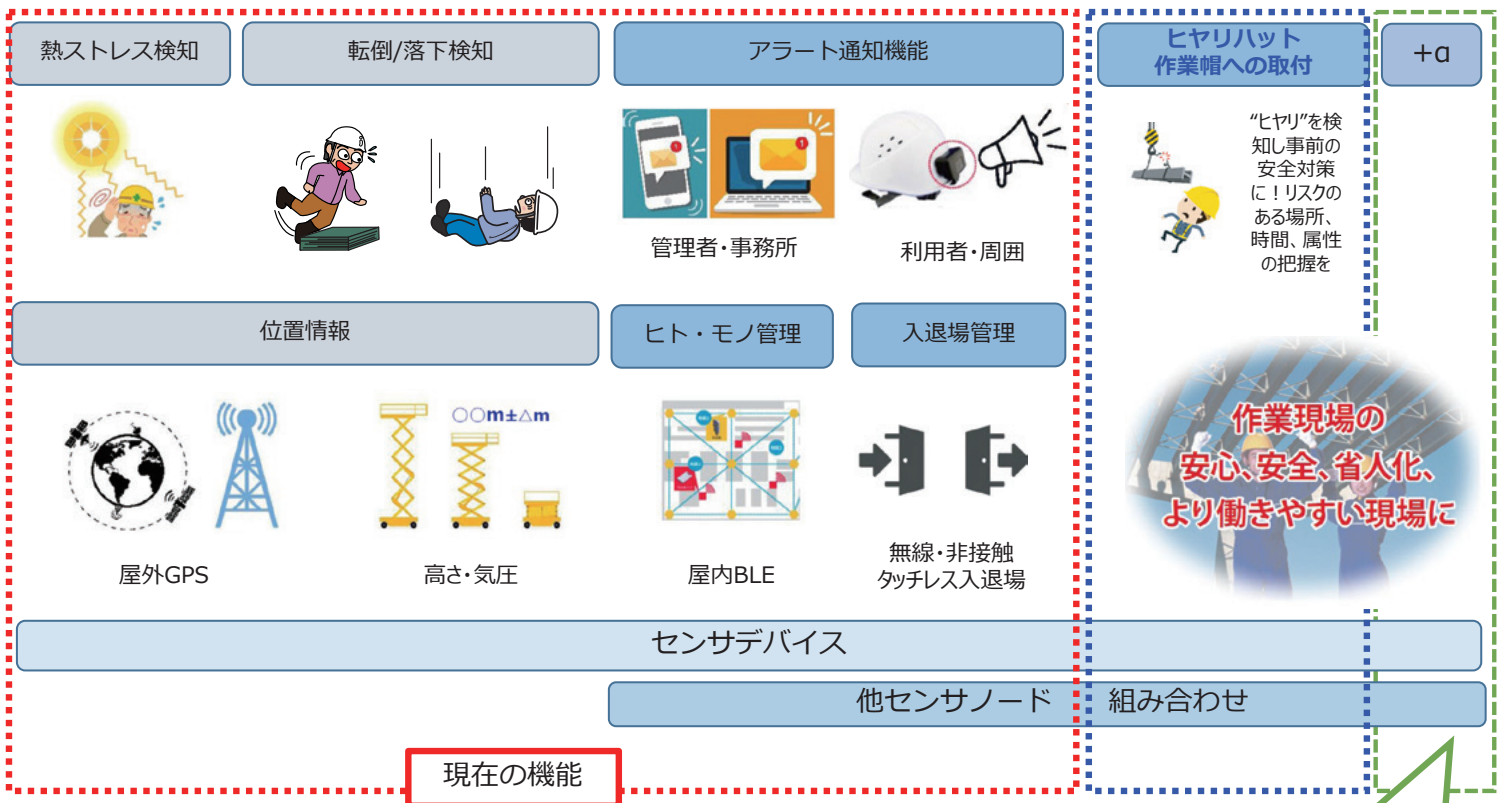 熱ストレス検知
転倒/落下検知
アラート通知機能
ヒヤリハット
作業帽への取付
+α
管理者・事務所
利用者・周囲
“ヒヤリ”を検
知し事前の
安全対策
に！リスクの
ある場所、
時間、属性
の把握を
位置情報
ヒト・モノ管理
入退場管理
〇〇m±△m
作業現場の
安心、安全、省人化、
より働きやすい現場に
屋外GPS
高さ・気圧
屋内BLE
無線・非接触
タッチレス入退場
センサデバイス
他センサノード 組み合わせ
現在の機能